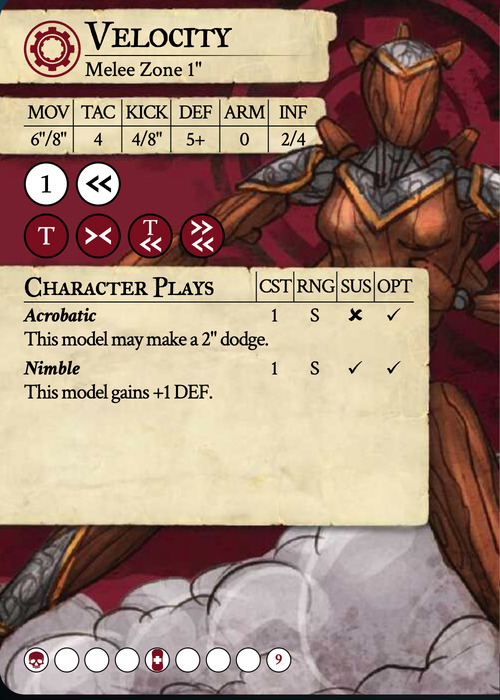 VELOCITY
Melee Zone 1"
MOV TAC KICK DEF ARM INF
6"/8" 4 4/8" 5+ 0 2/4
1 <<
T >< T << >> <<
CHARACTER PLAYS CST RNG SUS OPT
Acrobatic 1 S ✘ ✓
This model may make a 2" dodge.
Nimble 1 S ✓ ✓
This model gains +1 DEF.
9